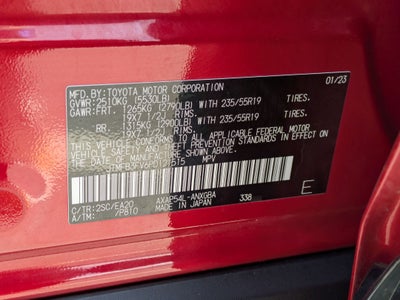 MFD.BY:TOYOTA MOTOR CORPORATION 01/23
GVWR:2510KG (5530LB)
GAWR:FRT. 1265KG (2790LB) WITH 235/55R19 TIRES.
19X7 1/2J
RR. 1315KG (2900LB) WITH 235/55R19 TIRES.
19X7 1/2J
THIS VEHICLE CONFORMS TO ALL APPLICABLE FEDERAL MOTOR
VEHICLE SAFETY AND THEFT PREVENTION STANDARDS IN EFFECT
ON THE DATE OF MANUFACTURE SHOWN ABOVE.
MPV
C/TR:2SC/EA20 AXAP54L-ANXGBA 338
A/TM: /P810 MADE IN JAPAN
E